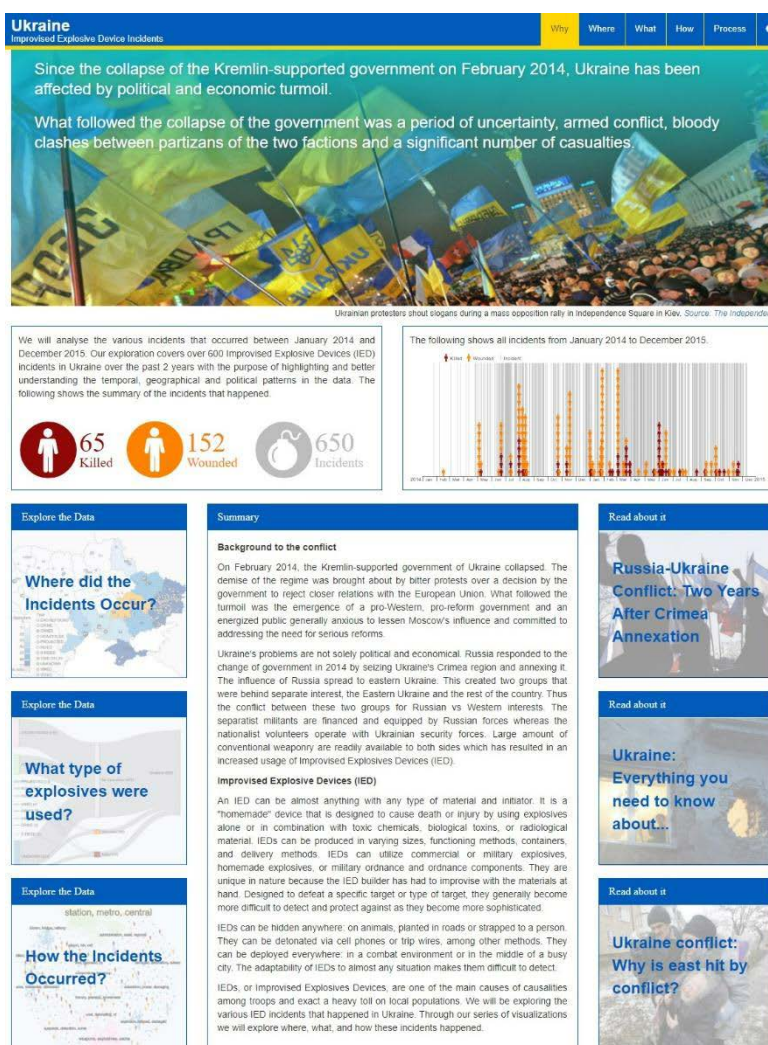 Ukraine
Improvised Explosive Device Incidents
Why
Where
What
How
Process
Since the collapse of the Kremlin-supported government on February 2014, Ukraine has been
affected by political and economic turmoil.
What followed the collapse of the government was a period of uncertainty, armed conflict, bloody
clashes between partizans of the two factions and a significant number of casualties.
Ukrainian protesters shout slogans during a mass opposition rally in Independence Square in Kiev. Source: The Independe
We will analyse the various incidents that occurred between January 2014 and
December 2015. Our exploration covers over 600 Improvised Explosive Devices (IED)
incidents in Ukraine over the past 2 years with the purpose of highlighting and better
understanding the temporal, geographical and political patterns in the data. The
following shows the summary of the incidents that happened.
65
Killed
152
Wounded
650
Incidents
The following shows all incidents from January 2014 to December 2015.
Killed Wounded Incident
Explore the Data
Where did the
Incidents Occur?
Explore the Data
What type of
explosives were
used?
Explore the Data
station, metro, central
How the Incidents
Occurred?
Summary
Background to the conflict
On February 2014, the Kremlin-supported government of Ukraine collapsed. The
demise of the regime was brought about by bitter protests over a decision by the
government to reject closer relations with the European Union. What followed the
turmoil was the emergence of a pro-Western, pro-reform government and an
energized public generally anxious to lessen Moscow's influence and committed to
addressing the need for serious reforms.
Ukraine's problems are not solely political and economical. Russia responded to the
change of government in 2014 by seizing Ukraine's Crimea region and annexing it.
The influence of Russia spread to eastern Ukraine. This created two groups that
were behind separate interest, the Eastern Ukraine and the rest of the country. Thus
the conflict between these two groups for Russian vs Western interests. The
separatist militants are financed and equipped by Russian forces whereas the
nationalist volunteers operate with Ukrainian security forces. Large amount of
conventional weaponry are readily available to both sides which has resulted in an
increased usage of Improvised Explosives Devices (IED).
Improvised Explosive Devices (IED)
An IED can be almost anything with any type of material and initiator. It is a
"homemade" device that is designed to cause death or injury by using explosives
alone or in combination with toxic chemicals, biological toxins, or radiological
material. IEDs can be produced in varying sizes, functioning methods, containers,
and delivery methods. IEDs can utilize commercial or military explosives,
homemade explosives, or military ordnance and ordnance components. They are
unique in nature because the IED builder has had to improvise with the materials at
hand. Designed to defeat a specific target or type of target, they generally become
more difficult to detect and protect against as they become more sophisticated.
IEDs can be hidden anywhere: on animals, planted in roads or strapped to a person.
They can be detonated via cell phones or trip wires, among other methods. They
can be deployed everywhere: in a combat environment or in the middle of a busy
city. The adaptability of IEDs to almost any situation makes them difficult to detect.
IEDs, or Improvised Explosives Devices, are one of the main causes of causalities
among troops and exact a heavy toll on local populations. We will be exploring the
various IED incidents that happened in Ukraine. Through our series of visualizations
we will explore where, what, and how these incidents happened.
Read about it
Russia-Ukraine
Conflict: Two Years
After Crimea
Annexation
Read about it
Ukraine:
Everything you
need to know
about...
Read about it
Ukraine conflict:
Why is east hit by
conflict?